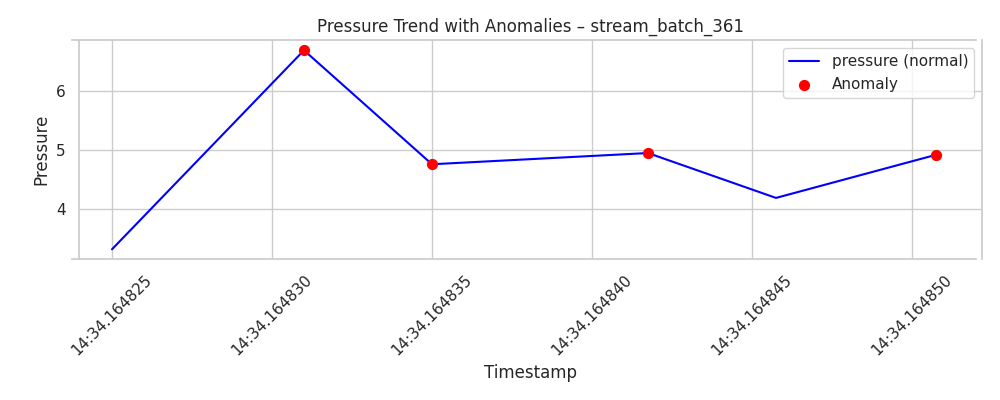 Pressure Trend with Anomalies – stream_batch_361
pressure (normal)
Anomaly
Pressure
6
5
4
14:34.164825
14:34.164830
14:34.164835
14:34.164840
14:34.164845
14:34.164850
Timestamp